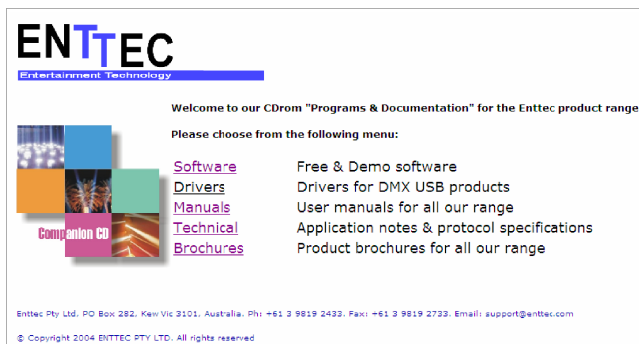 ENTTEC
Entertainment Technology
Welcome to our CDrom "Programs & Documentation" for the Enttec product range
Please choose from the following menu:
Software Free & Demo software
Drivers Drivers for DMX USB products
Manuals User manuals for all our range
Technical Application notes & protocol specifications
Brochures Product brochures for all our range
Companion CD
Enttec Pty Ltd. PO Box 282, Kew Vic 3101, Australia. Ph: +61 3 9819 2433. Fax: +61 3 9819 2733. Email: support@enttec.com
© Copyright 2004 ENTTEC PTY LTD. All rights reserved